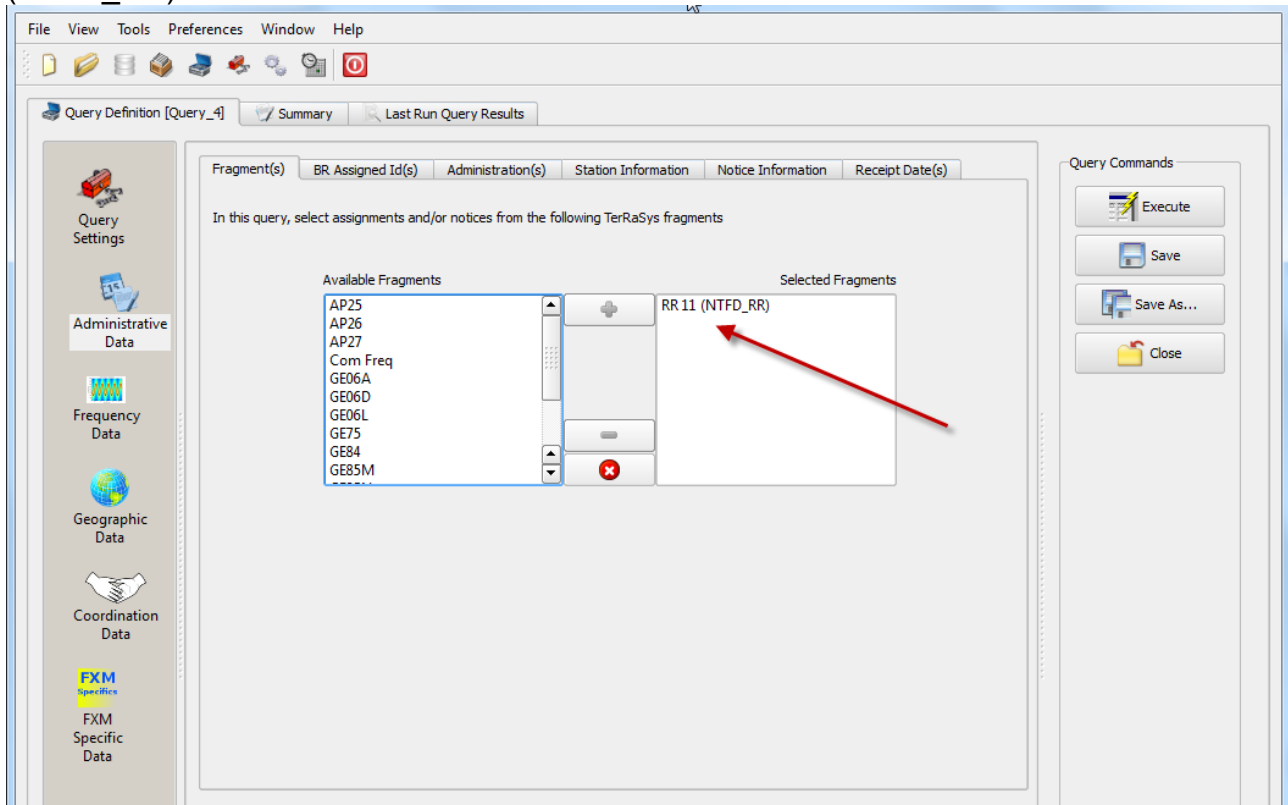 File View Tools Preferences Window Help
Query Definition [Query_4] Summary Last Run Query Results
Query Settings
Administrative Data
Frequency Data
Geographic Data
Coordination Data
FXM Specifics
FXM Specific Data
Fragment(s) BR Assigned Id(s) Administration(s) Station Information Notice Information Receipt Date(s)
In this query, select assignments and/or notices from the following TerRaSys fragments
Available Fragments
AP25
AP26
AP27
Com Freq
GE06A
GE06D
GE06L
GE75
GE84
GE85M
Selected Fragments
RR 11 (NTFD_RR)
Query Commands
Execute
Save
Save As...
Close